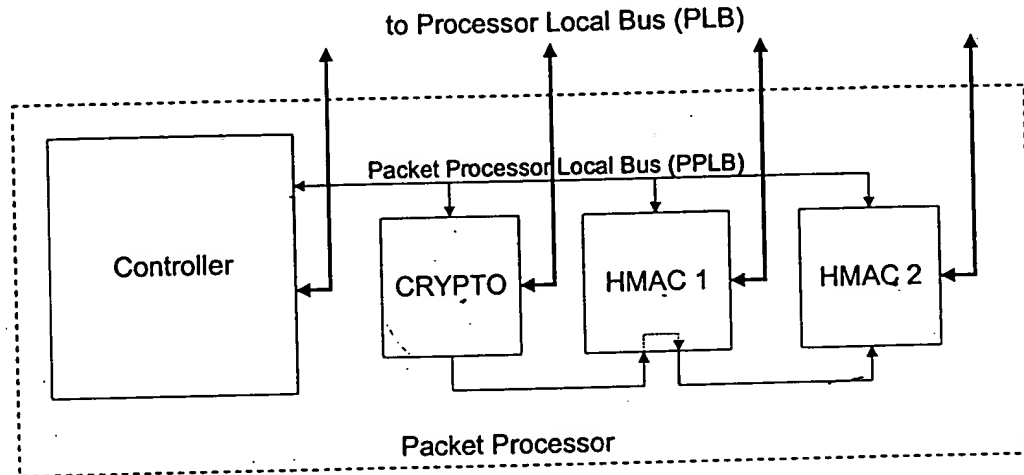 to Processor Local Bus (PLB)
Packet Processor Local Bus (PPLB)
Controller
CRYPTO
HMAC 1
HMAC 2
Packet Processor